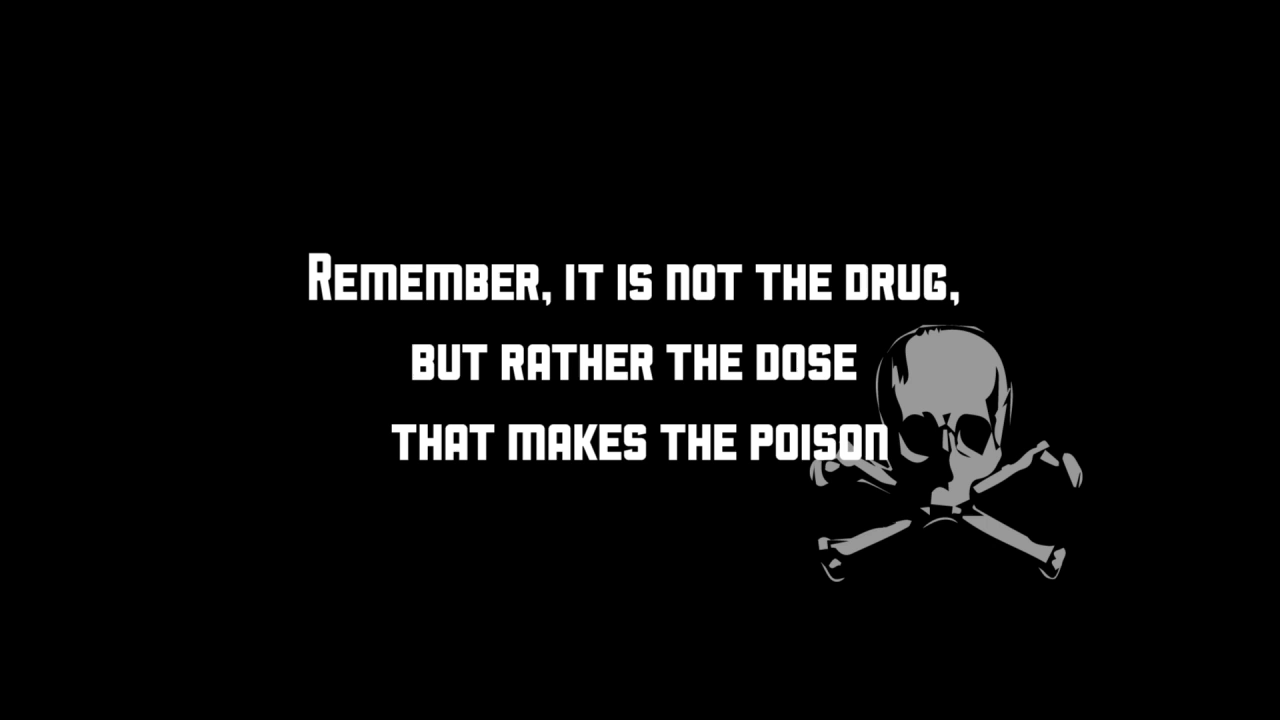 Remember, it is not the drug,
but rather the dose
that makes the poison